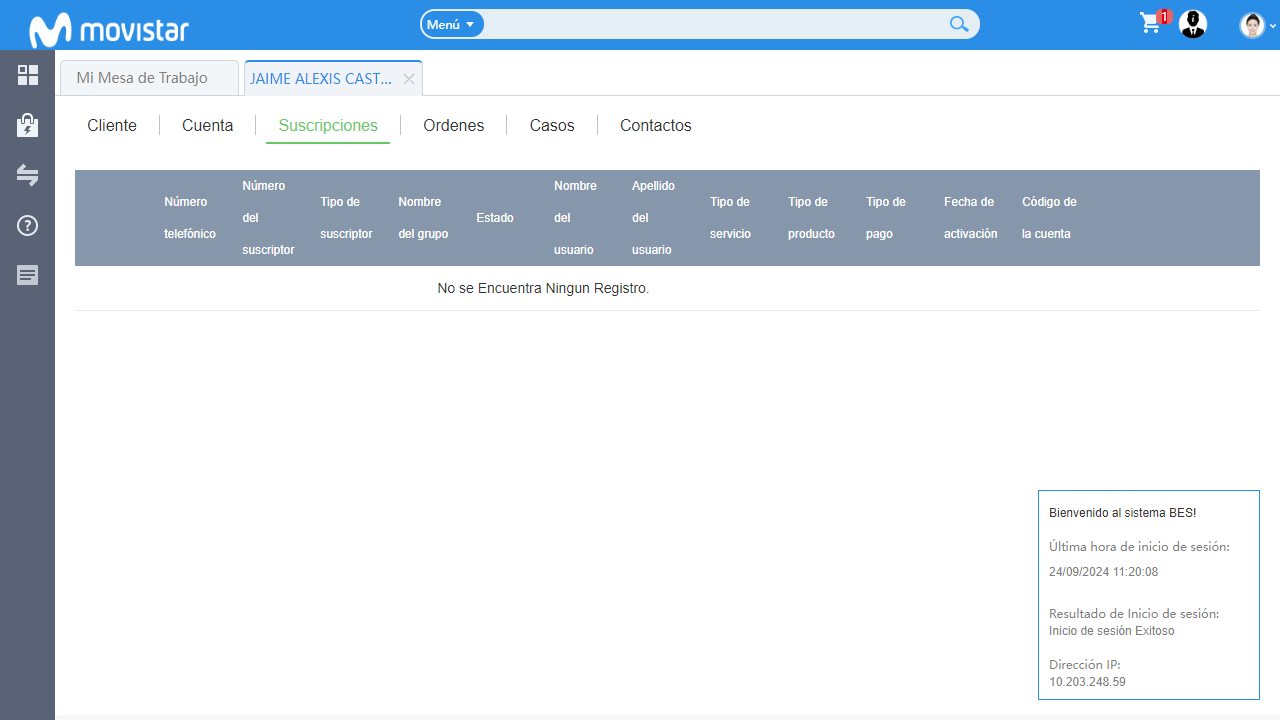 movistar
Menú
1
Mi Mesa de Trabajo
JAIME ALEXIS CAST...
Cliente
Cuenta
Suscripciones
Ordenes
Casos
Contactos
Número
telefónico
Número
del
suscriptor
Tipo de
suscriptor
Nombre
del grupo
Estado
Nombre
del
usuario
Apellido
del
usuario
Tipo de
servicio
Tipo de
producto
Tipo de
pago
Fecha de
activación
Código de
la cuenta
No se Encuentra Ningun Registro.
Bienvenido al sistema BES!
Última hora de inicio de sesión:
24/09/2024 11:20:08
Resultado de Inicio de sesión:
Inicio de sesión Exitoso
Dirección IP:
10.203.248.59